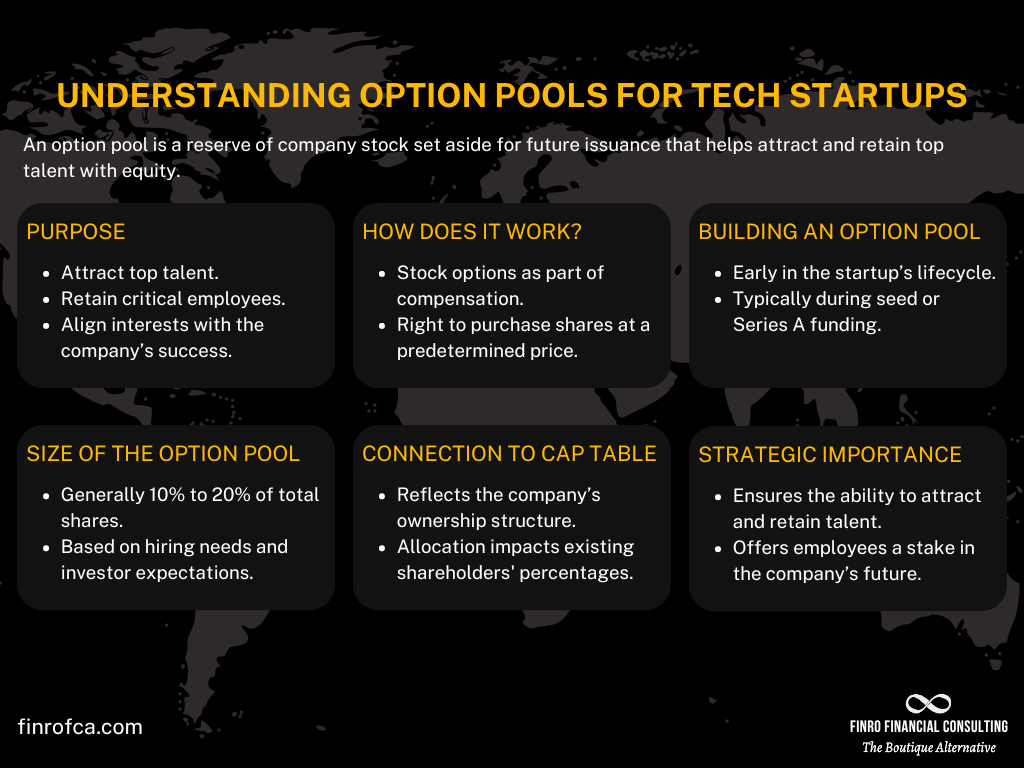 UNDERSTANDING OPTION POOLS FOR TECH STARTUPS
An option pool is a reserve of company stock set aside for future issuance that helps attract and retain top
talent with equity.
PURPOSE
• Attract top talent.
• Retain critical employees.
• Align interests with the
company’s success.
HOW DOES IT WORK?
• Stock options as part of
compensation.
• Right to purchase shares at a
predetermined price.
BUILDING AN OPTION POOL
• Early in the startup’s lifecycle.
• Typically during seed or
Series A funding.
SIZE OF THE OPTION POOL
• Generally 10% to 20% of total
shares.
• Based on hiring needs and
investor expectations.
CONNECTION TO CAP TABLE
• Reflects the company’s
ownership structure.
• Allocation impacts existing
shareholders' percentages.
STRATEGIC IMPORTANCE
• Ensures the ability to attract
and retain talent.
• Offers employees a stake in
the company’s future.
finrofca.com
FINRO FINANCIAL CONSULTING
The Boutique Alternative